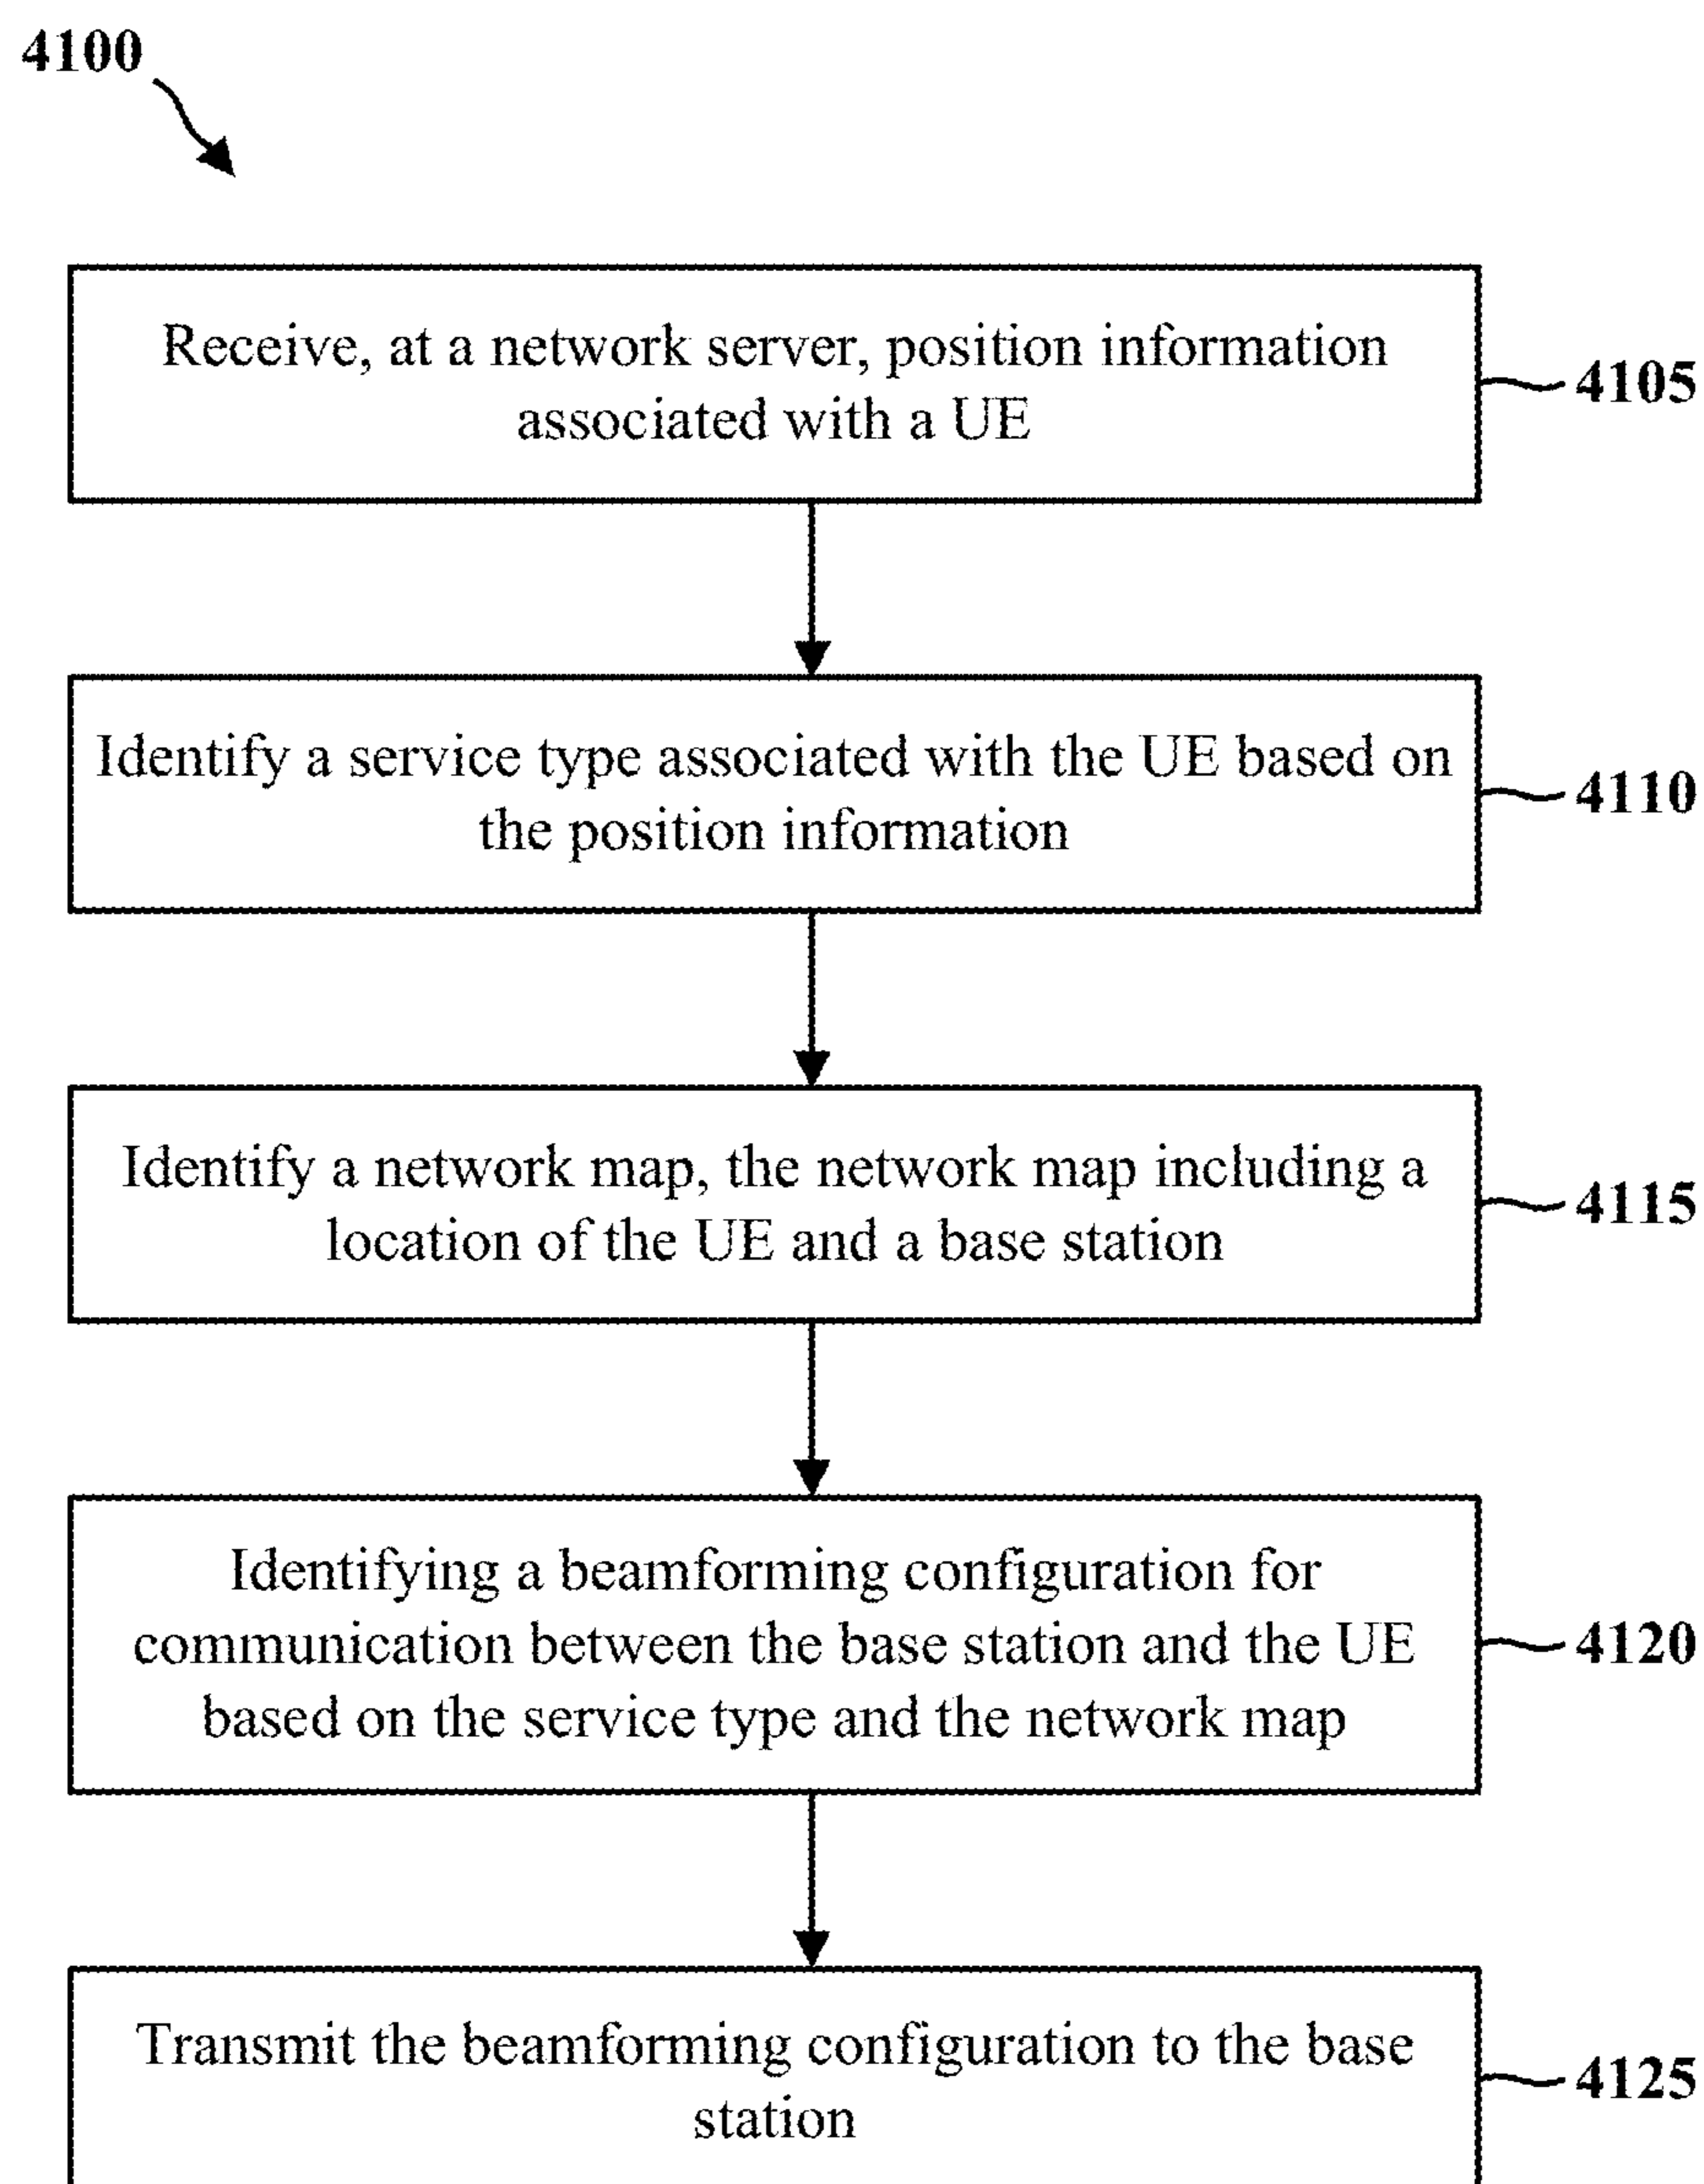 4100
Receive, at a network server, position information
associated with a UE
4105
Identify a service type associated with the UE based on
the position information
4110
Identify a network map, the network map including a
location of the UE and a base station
4115
Identifying a beamforming configuration for
communication between the base station and the UE
based on the service type and the network map
4120
Transmit the beamforming configuration to the base
station
4125